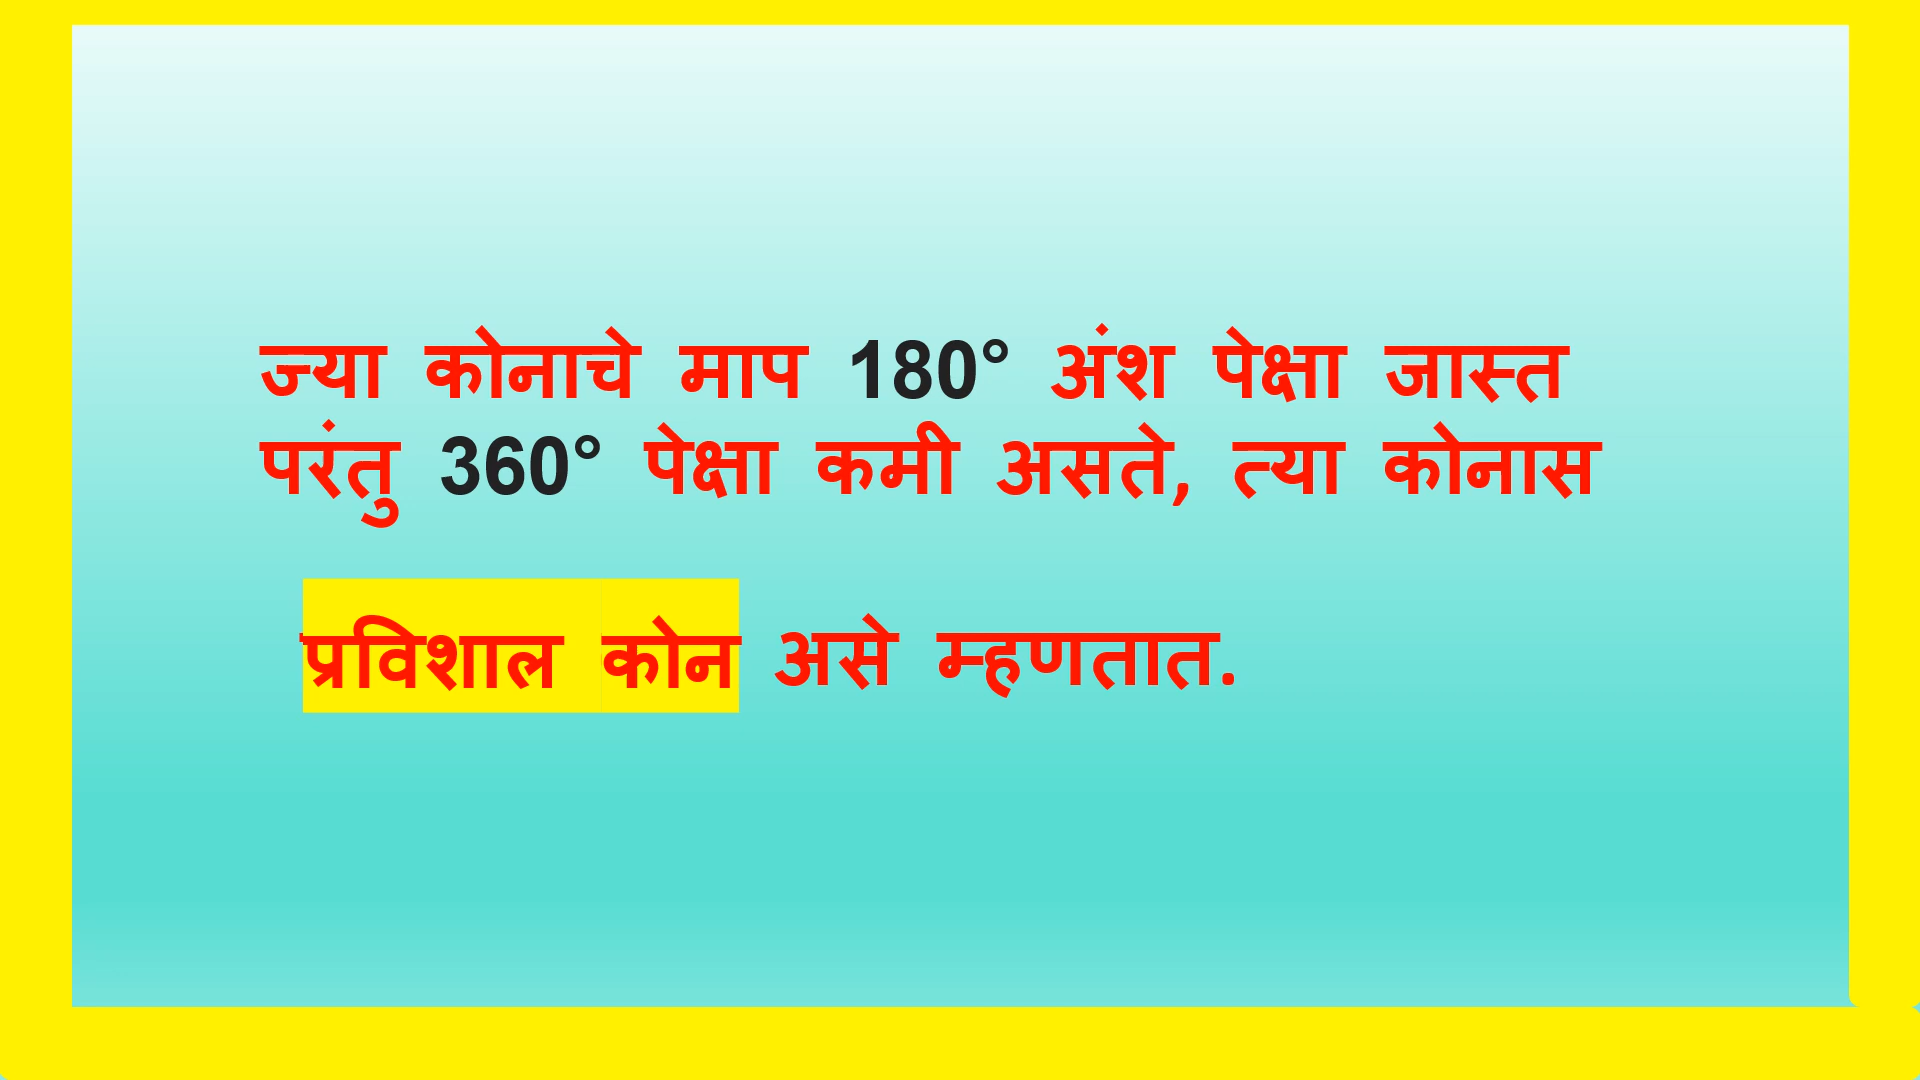 ज्या कोनाचे माप 180° अंश पेक्षा जास्त
परंतु 360° पेक्षा कमी असते, त्या कोनास
प्रविशाल कोन असे म्हणतात.